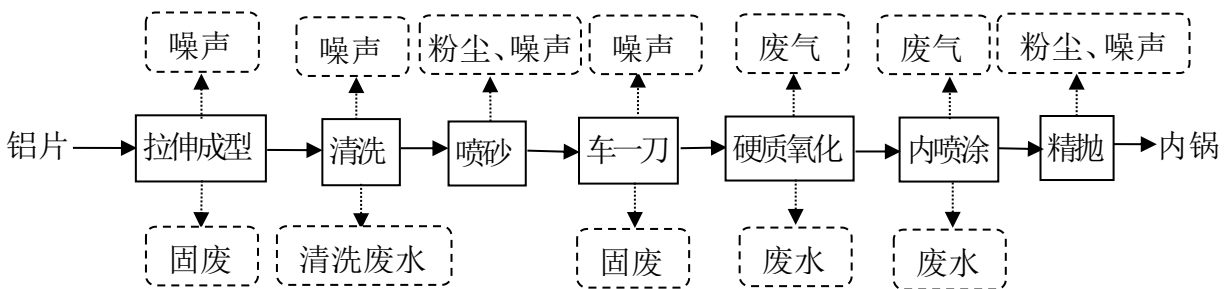 噪声 噪声 粉尘、噪声 噪声 废气 废气 粉尘、噪声
铝片 拉伸成型 清洗 喷砂 车一刀 硬质氧化 内喷涂 精抛 内锅
固废 清洗废水 固废 废水 废水